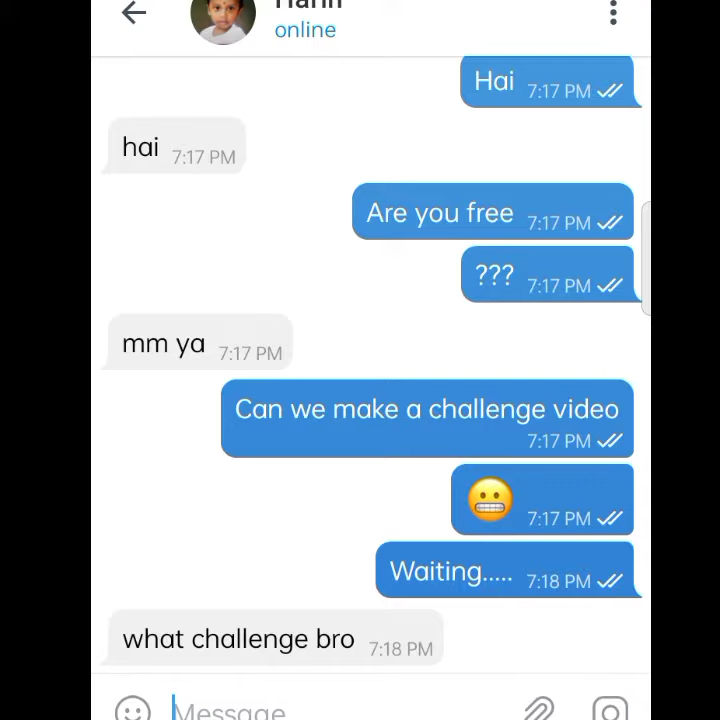 online
Hai 7:17 PM
hai 7:17 PM
Are you free 7:17 PM
??? 7:17 PM
mm ya 7:17 PM
Can we make a challenge video
7:17 PM
7:17 PM
Waiting..... 7:18 PM
what challenge bro 7:18 PM
Message